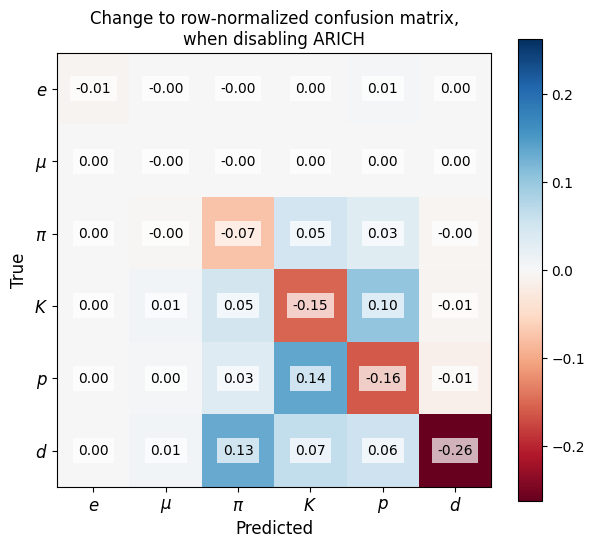 Change to row-normalized confusion matrix,
when disabling ARICH
e -0.01 -0.00 -0.00 0.00 0.01 0.00
μ 0.00 -0.00 -0.00 0.00 0.00 0.00
π 0.00 -0.00 -0.07 0.05 0.03 -0.00
K 0.00 0.01 0.05 -0.15 0.10 -0.01
p 0.00 0.00 0.03 0.14 -0.16 -0.01
d 0.00 0.01 0.13 0.07 0.06 -0.26
e μ π K p d
True
Predicted
0.2
0.1
0.0
−0.1
−0.2